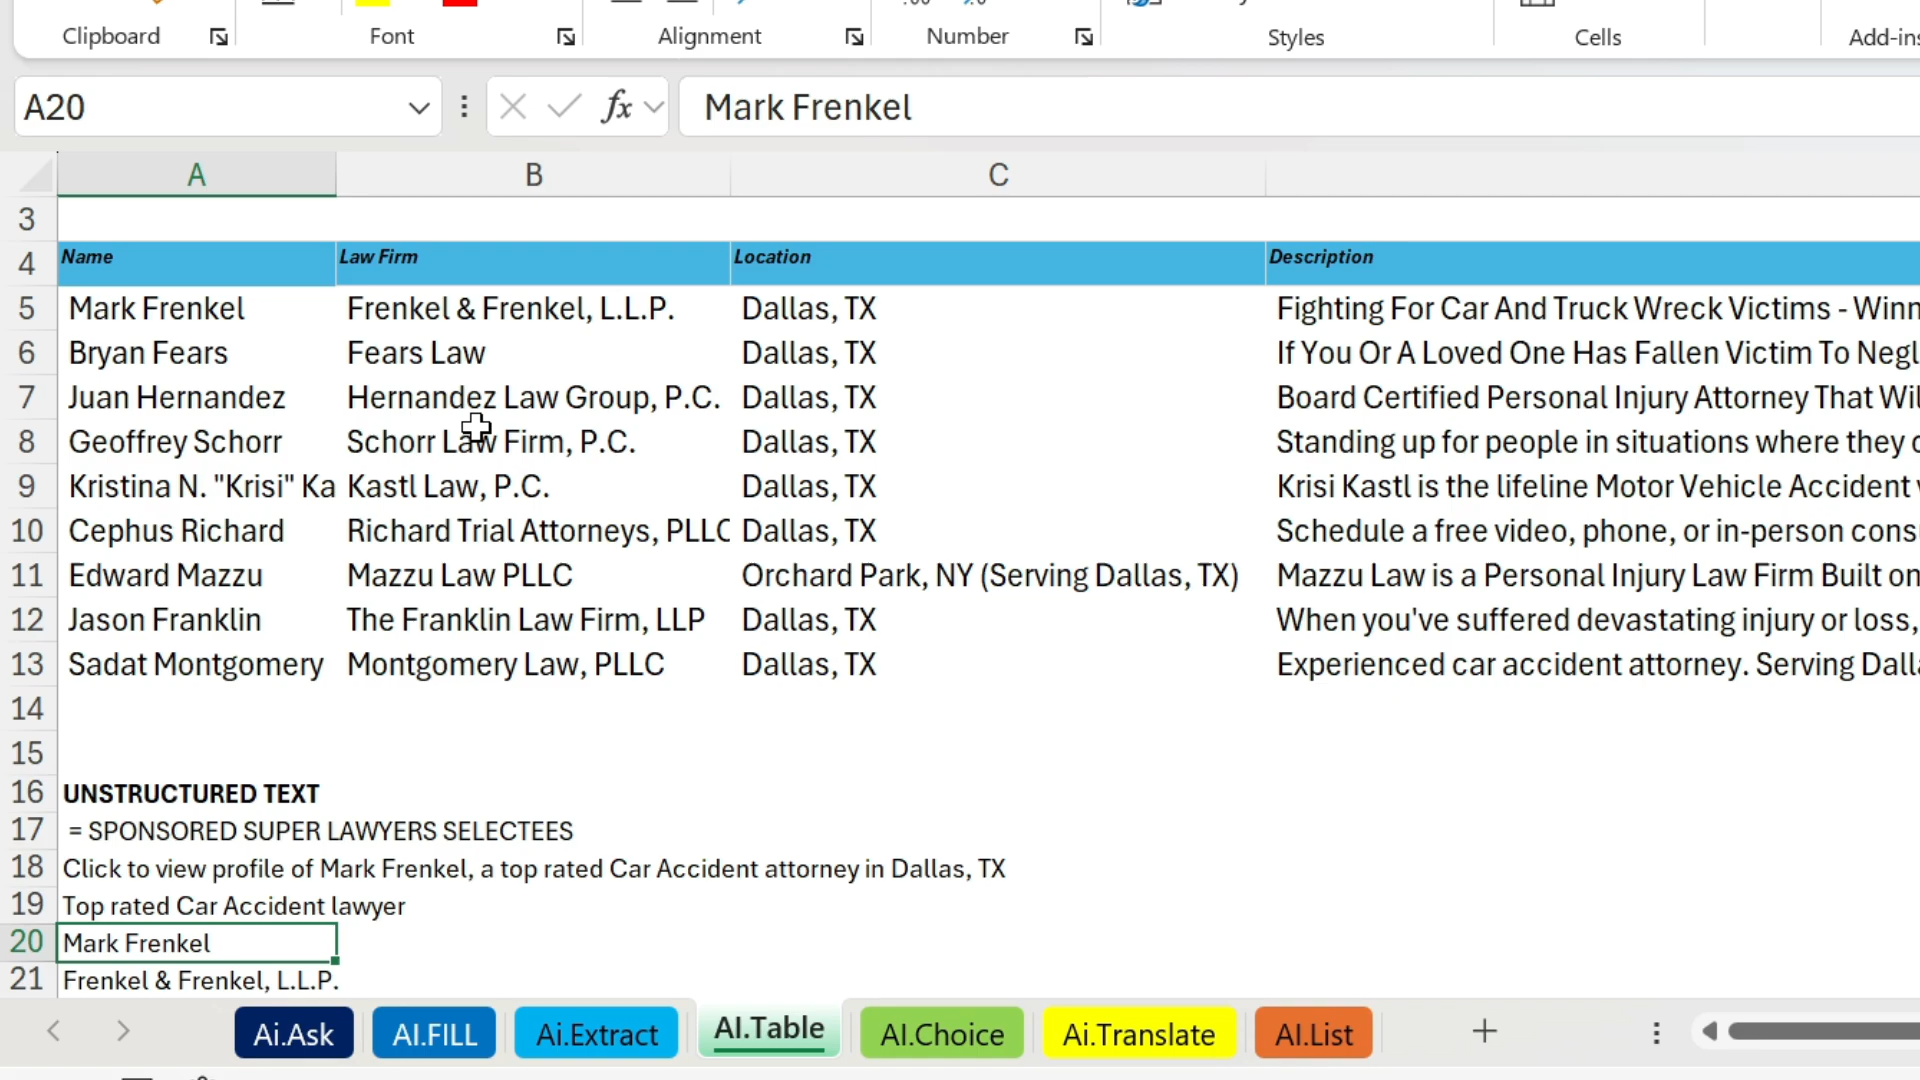 Clipboard Font Alignment Number Styles Cells Add-ins
A20 fx Mark Frenkel
A B C
3
4 Name Law Firm Location Description
5 Mark Frenkel Frenkel & Frenkel, L.L.P. Dallas, TX Fighting For Car And Truck Wreck Victims - Winn
6 Bryan Fears Fears Law Dallas, TX If You Or A Loved One Has Fallen Victim To Negl
7 Juan Hernandez Hernandez Law Group, P.C. Dallas, TX Board Certified Personal Injury Attorney That Wil
8 Geoffrey Schorr Schorr Law Firm, P.C. Dallas, TX Standing up for people in situations where they c
9 Kristina N. "Krisi" Ka Kastl Law, P.C. Dallas, TX Krisi Kastl is the lifeline Motor Vehicle Accident v
10 Cephus Richard Richard Trial Attorneys, PLLC Dallas, TX Schedule a free video, phone, or in-person cons
11 Edward Mazzu Mazzu Law PLLC Orchard Park, NY (Serving Dallas, TX) Mazzu Law is a Personal Injury Law Firm Built on
12 Jason Franklin The Franklin Law Firm, LLP Dallas, TX When you've suffered devastating injury or loss,
13 Sadat Montgomery Montgomery Law, PLLC Dallas, TX Experienced car accident attorney. Serving Dall
14
15
16 UNSTRUCTURED TEXT
17 = SPONSORED SUPER LAWYERS SELECTEES
18 Click to view profile of Mark Frenkel, a top rated Car Accident attorney in Dallas, TX
19 Top rated Car Accident lawyer
20 Mark Frenkel
21 Frenkel & Frenkel, L.L.P.
Ai.Ask AI.FILL Ai.Extract AI.Table AI.Choice Ai.Translate AI.List